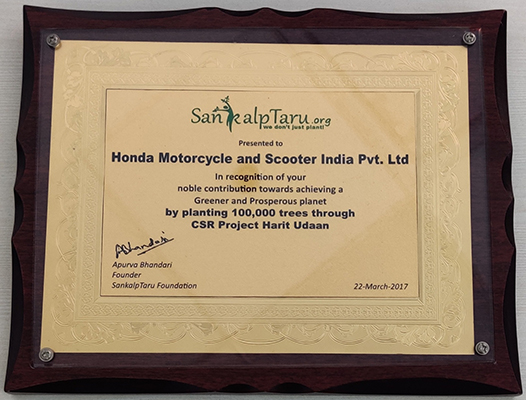 SankalpTaru.org
we don't just plant!
Presented to
Honda Motorcycle and Scooter India Pvt. Ltd
In recognition of your
noble contribution towards achieving a
Greener and Prosperous planet
by planting 100,000 trees through
CSR Project Harit Udaan
ABhandari
Apurva Bhandari
Founder
SankalpTaru Foundation
22-March-2017